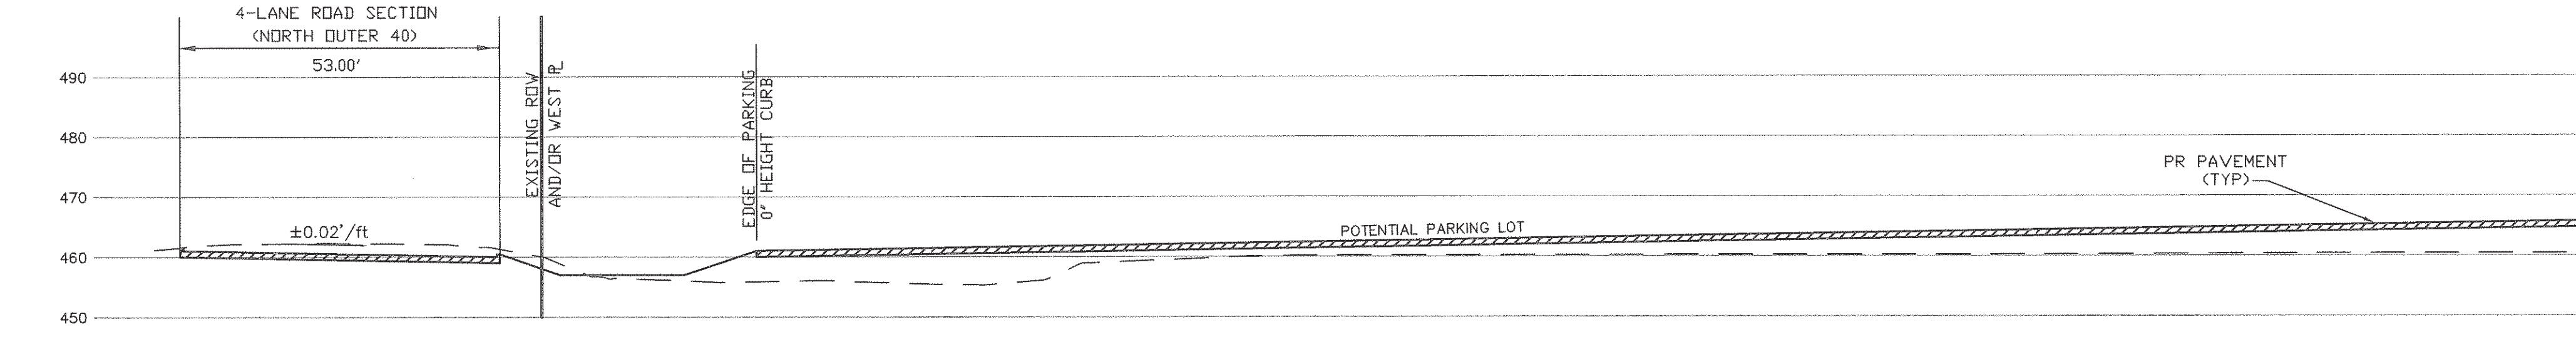 4-LANE ROAD SECTION
(NORTH OUTER 40)
53.00'
490
480
470
460
450
±0.02'/ft
EXISTING ROW
AND/OR WEST PL
EDGE OF PARKING
0" HEIGHT CURB
POTENTIAL PARKING LOT
PR PAVEMENT
(TYP)